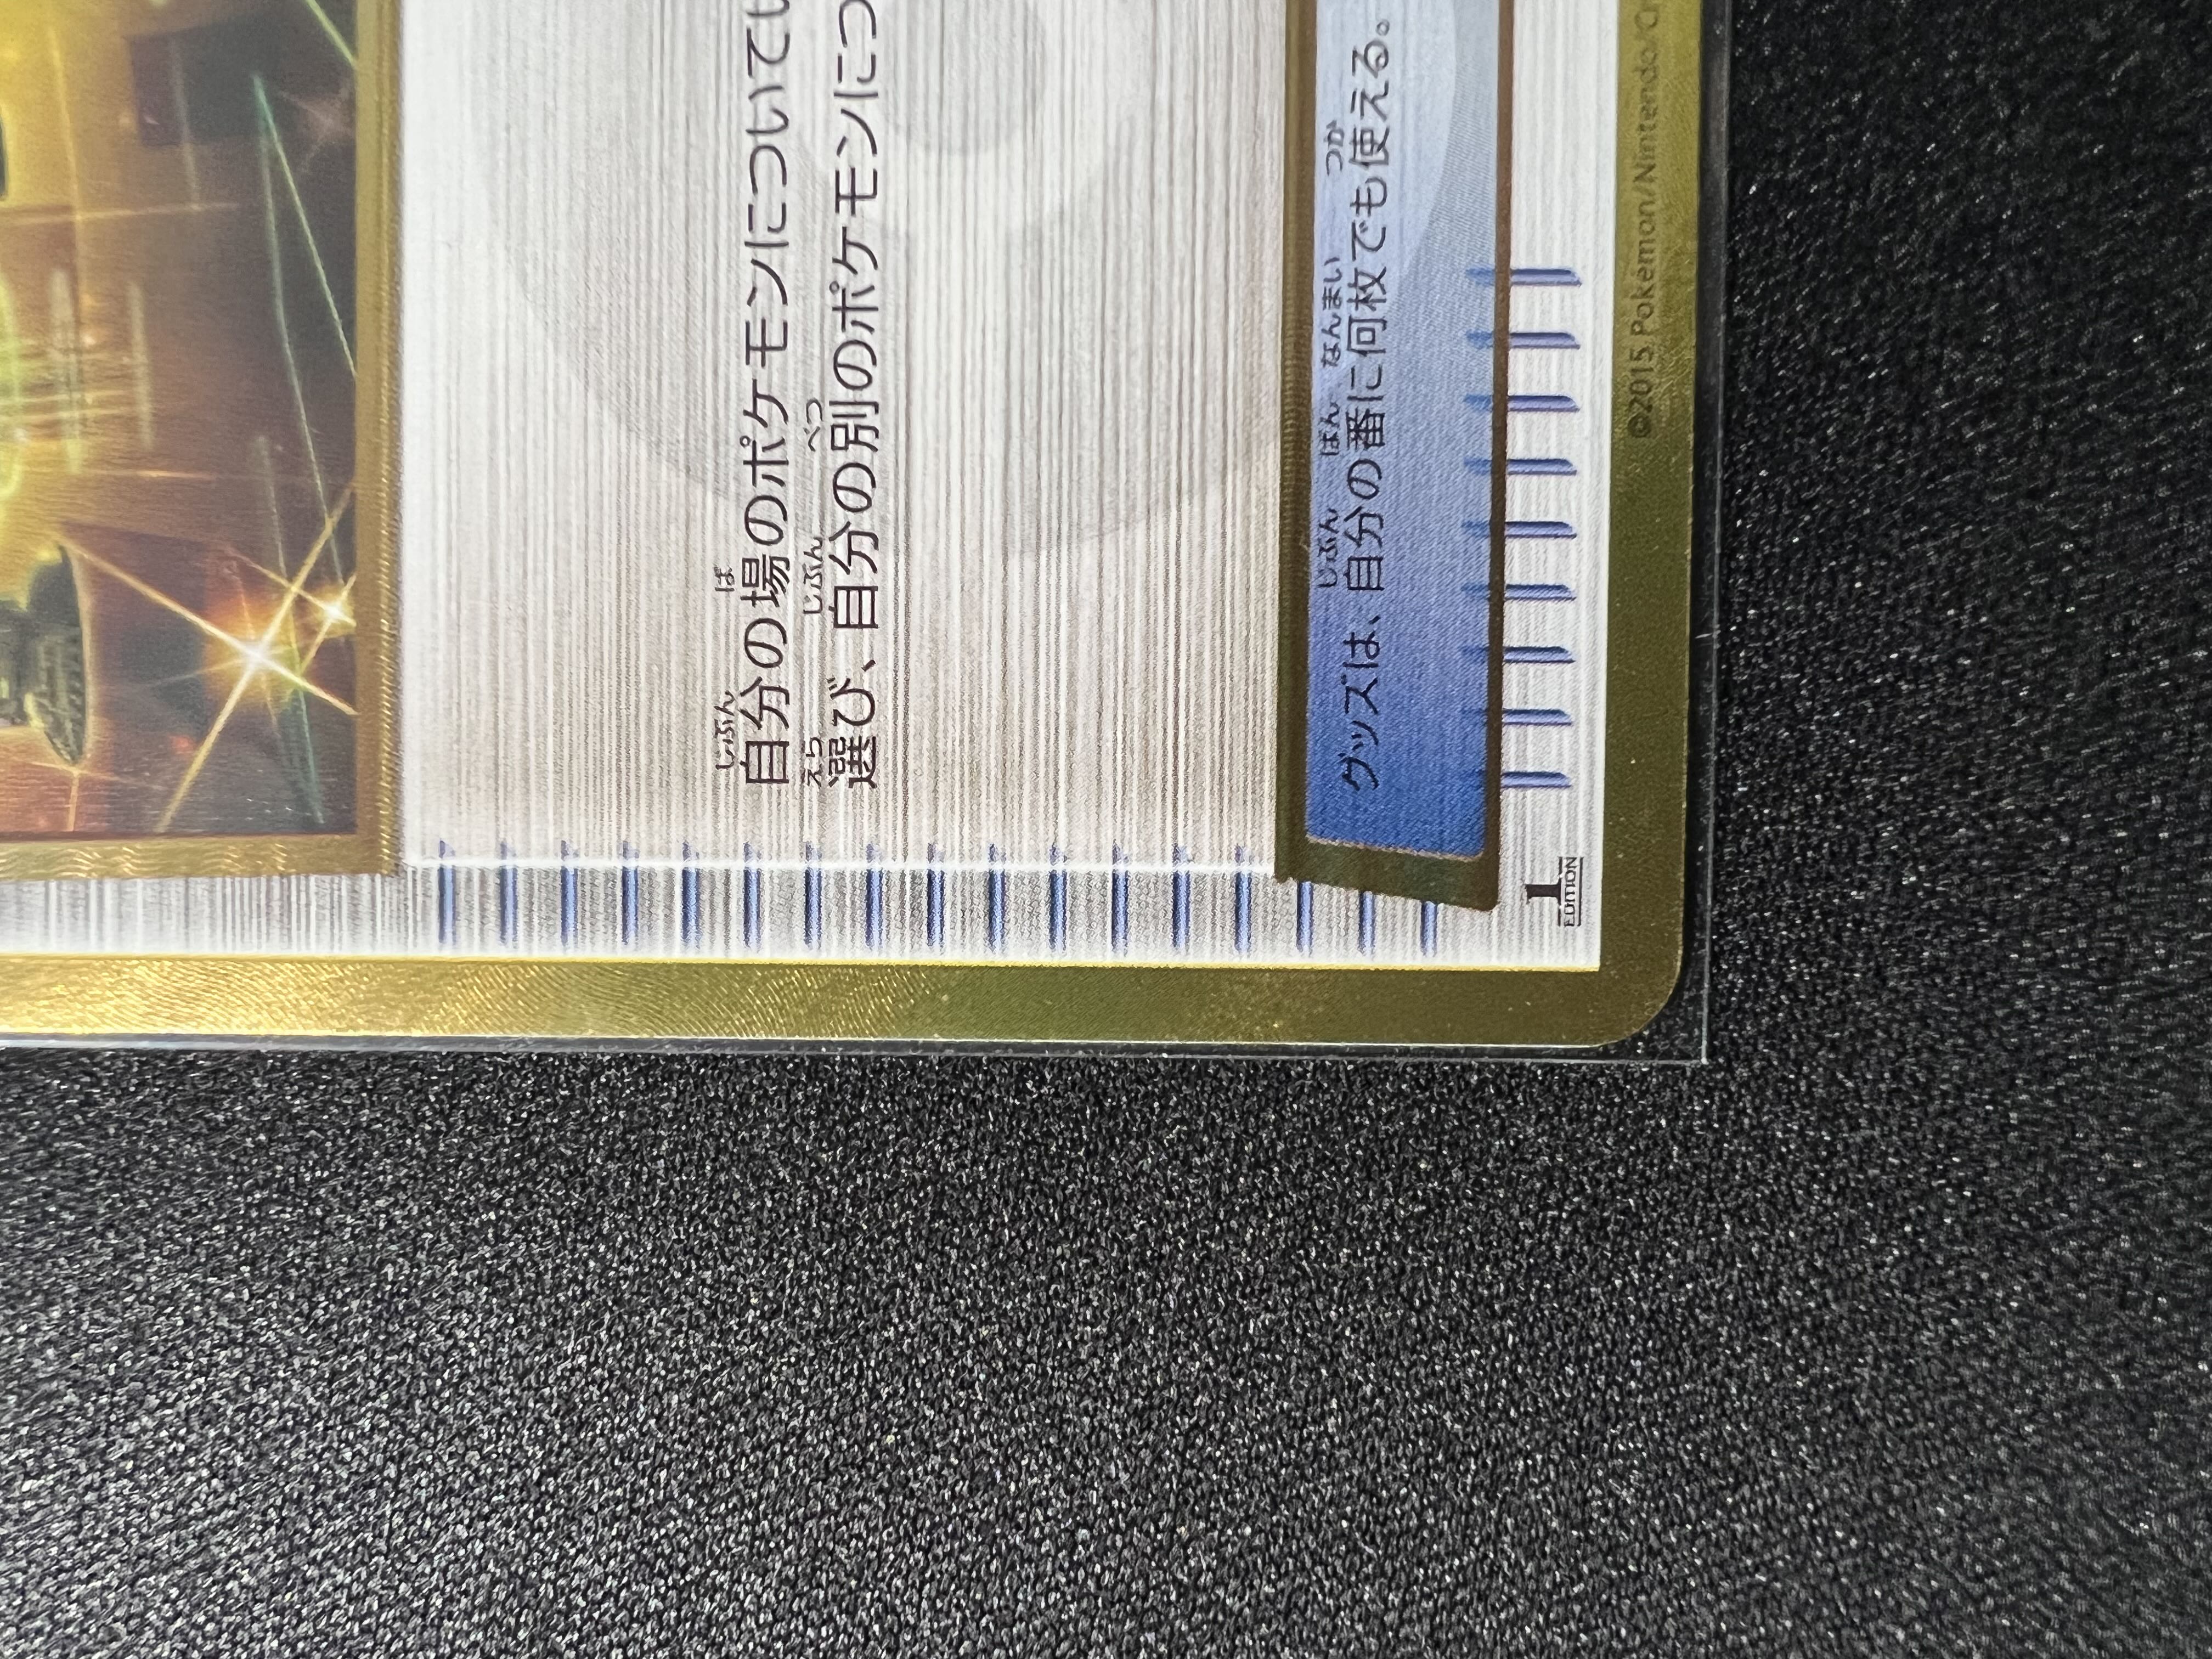 自分の場のポケモンについてい
選び、自分の別のポケモンにつ
グッズは、自分の番に何枚でも使える。
1
EDITION
©2015 Pokémon/Nintendo/Cr